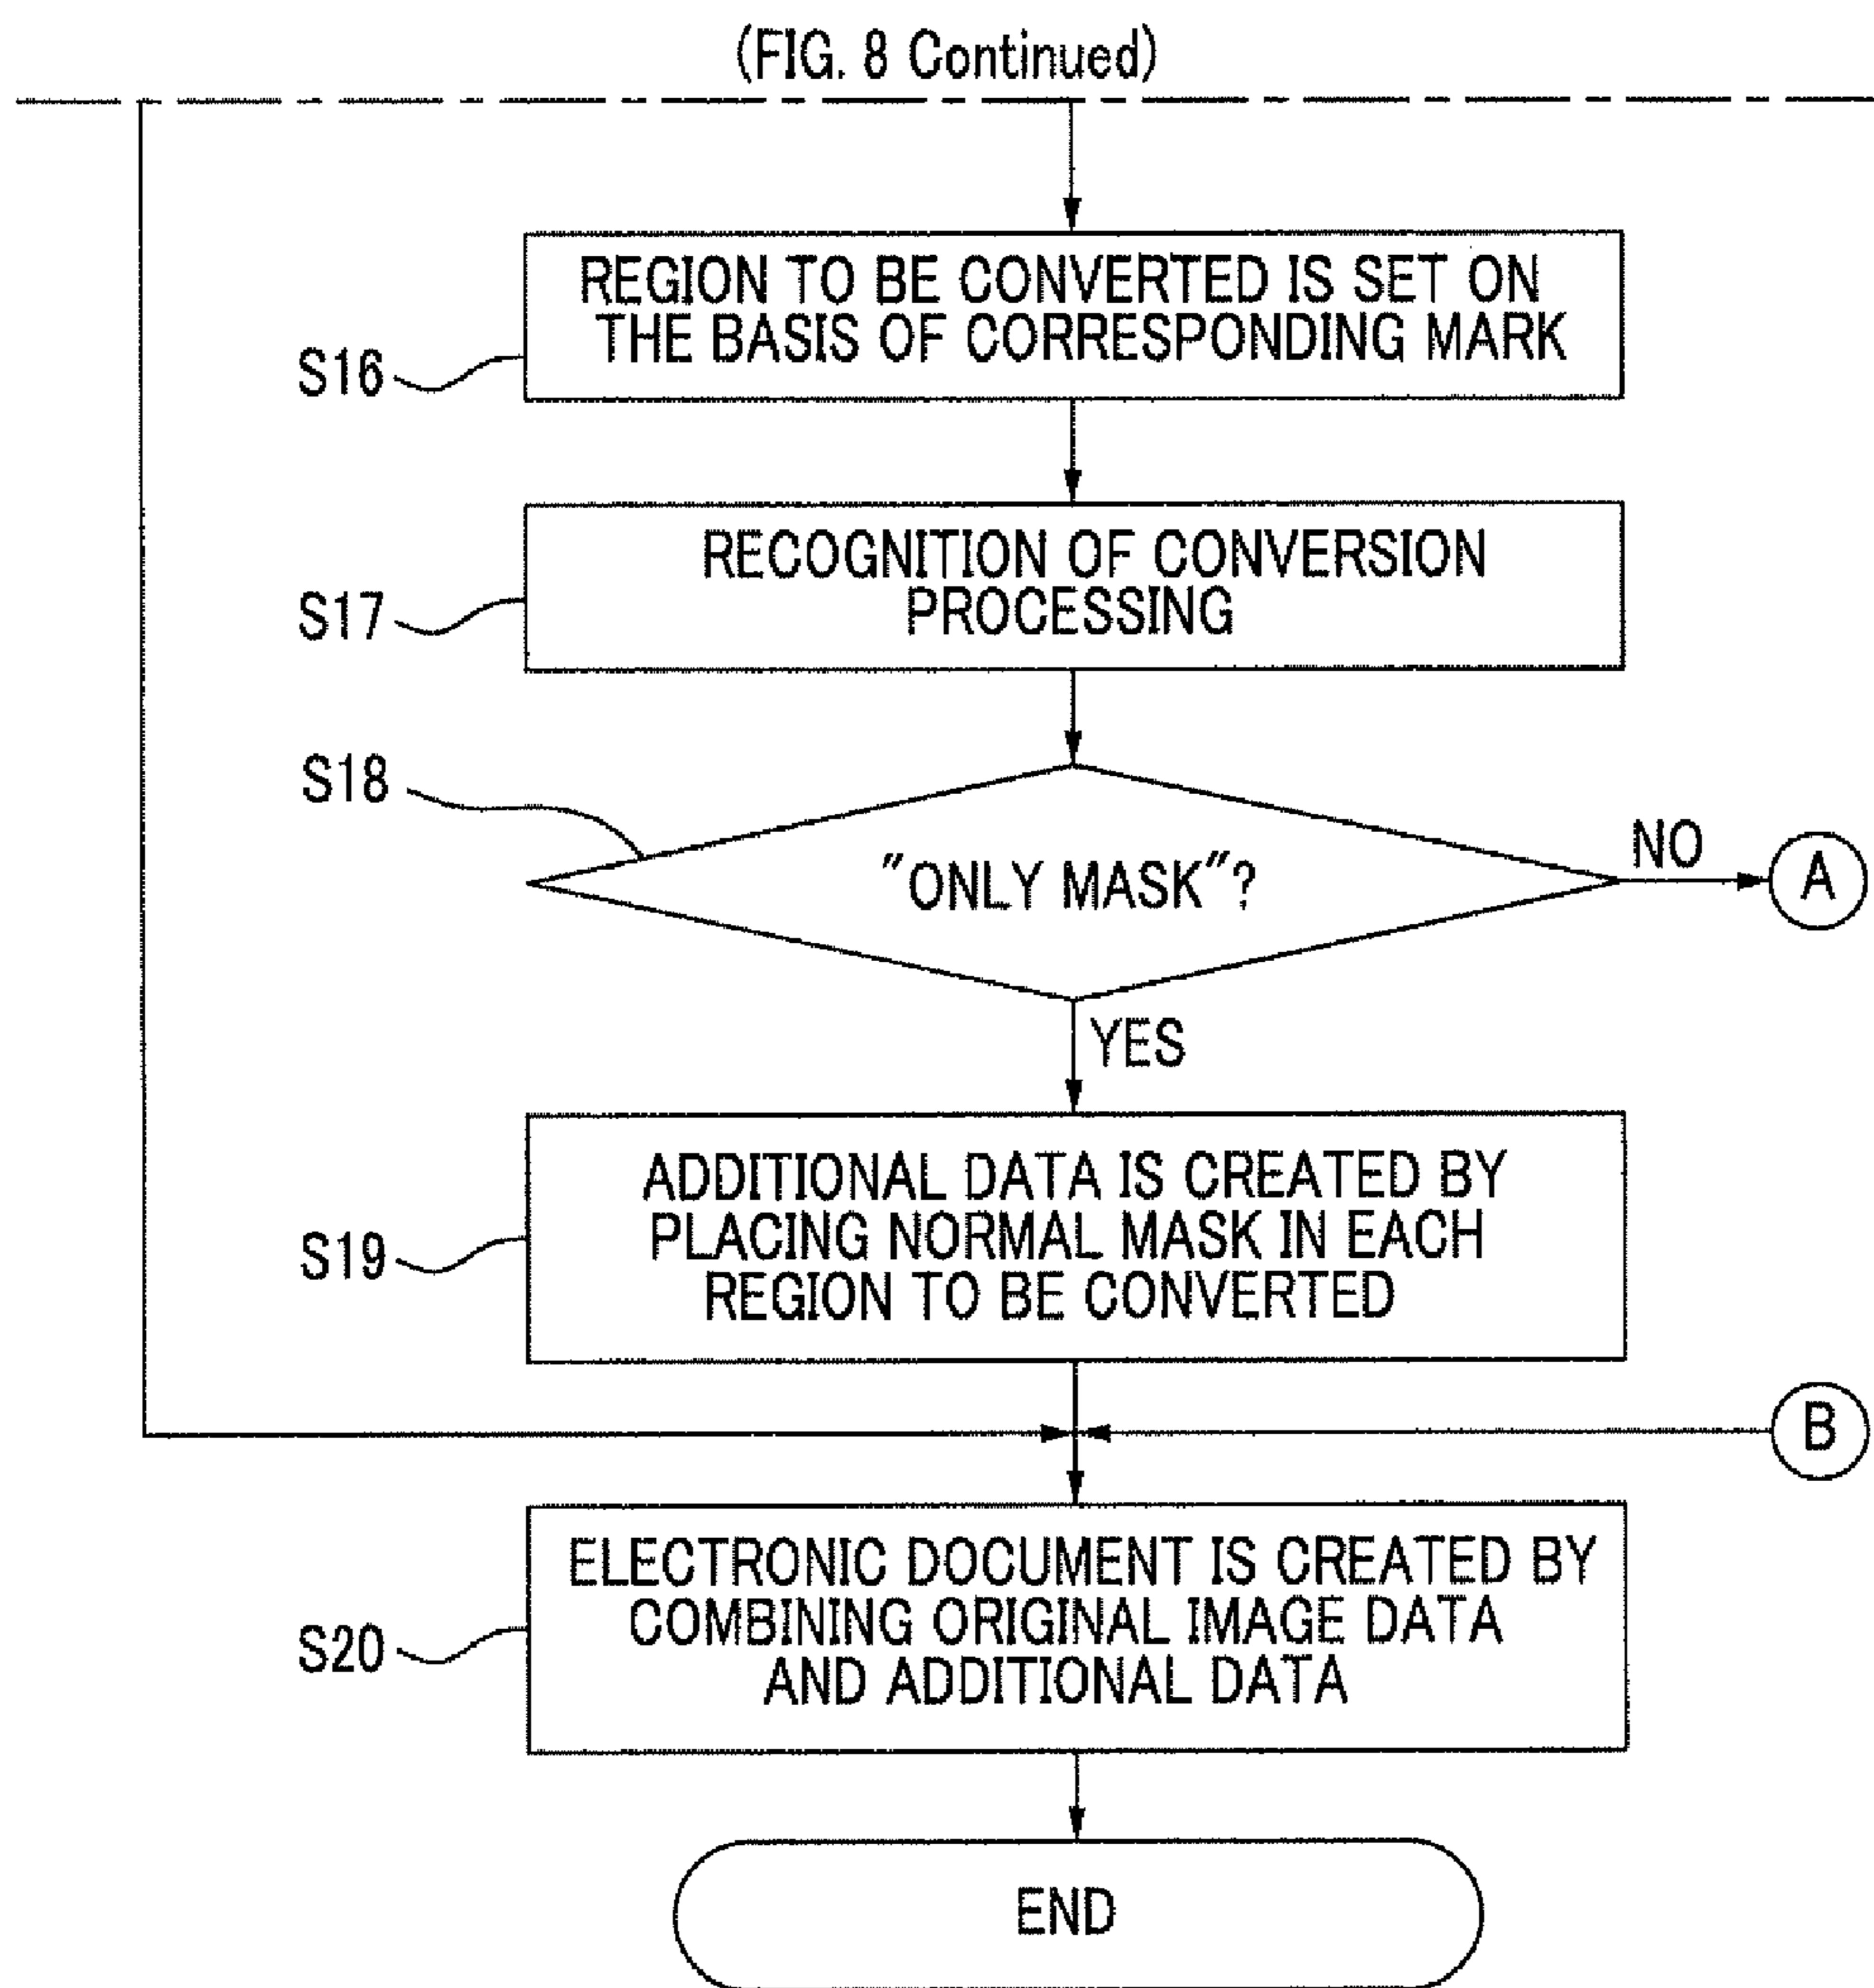 (FIG. 8 Continued)
REGION TO BE CONVERTED IS SET ON
THE BASIS OF CORRESPONDING MARK
S16
RECOGNITION OF CONVERSION
PROCESSING
S17
S18
"ONLY MASK"?
NO
A
YES
ADDITIONAL DATA IS CREATED BY
PLACING NORMAL MASK IN EACH
REGION TO BE CONVERTED
S19
B
ELECTRONIC DOCUMENT IS CREATED BY
COMBINING ORIGINAL IMAGE DATA
AND ADDITIONAL DATA
S20
END